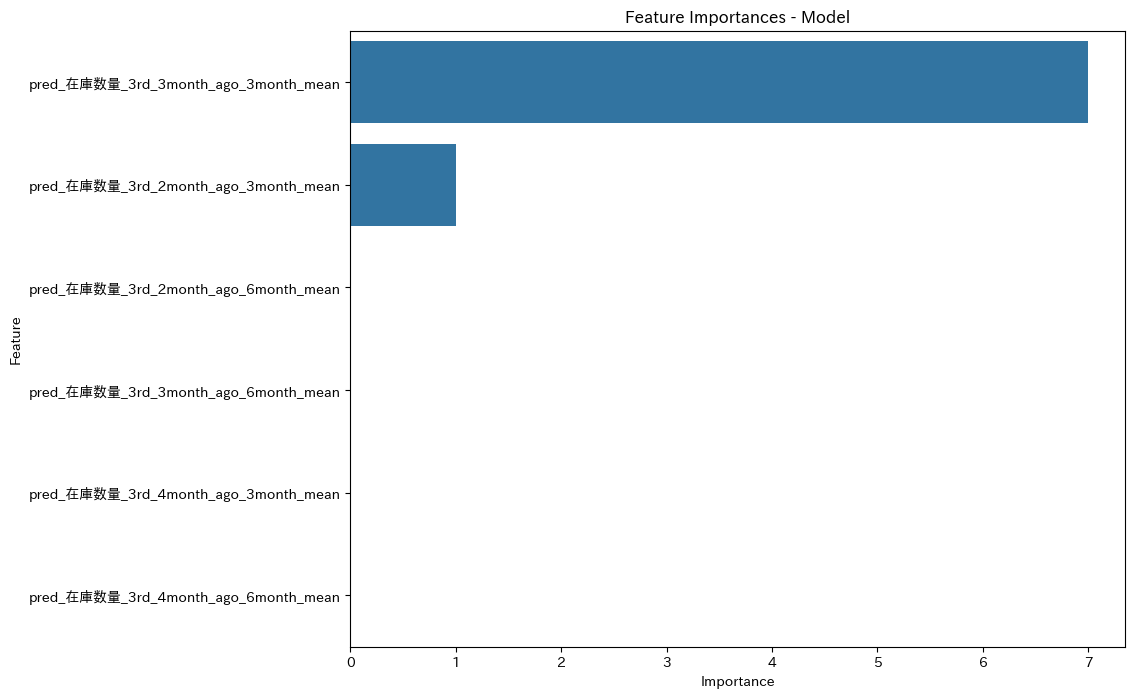 Feature Importances - Model
pred_在庫数量_3rd_3month_ago_3month_mean
pred_在庫数量_3rd_2month_ago_3month_mean
pred_在庫数量_3rd_2month_ago_6month_mean
pred_在庫数量_3rd_3month_ago_6month_mean
pred_在庫数量_3rd_4month_ago_3month_mean
pred_在庫数量_3rd_4month_ago_6month_mean
Feature
0 1 2 3 4 5 6 7
Importance